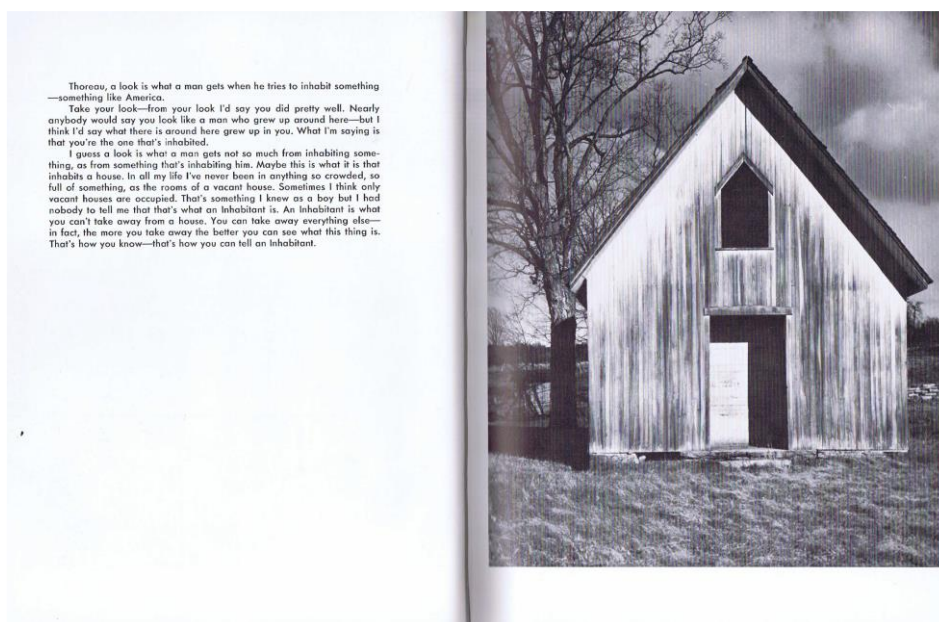 Thoreau, a look is what a man gets when he tries to inhabit something
—something like America.
Take your look—from your look I'd say you did pretty well. Nearly
anybody would say you look like a man who grew up around here—but I
think I'd say what there is around here grew up in you. What I'm saying is
that you're the one that's inhabited.
I guess a look is what a man gets not so much from inhabiting some-
thing, as from something that's inhabiting him. Maybe this is what it is that
inhabits a house. In all my life I've never been in anything so crowded, so
full of something, as the rooms of a vacant house. Sometimes I think only
vacant houses are occupied. That's something I knew as a boy but I had
nobody to tell me that that's what an Inhabitant is. An Inhabitant is what
you can't take away from a house. You can take away everything else—
in fact, the more you take away the better you can see what this thing is.
That's how you know—that's how you can tell an Inhabitant.